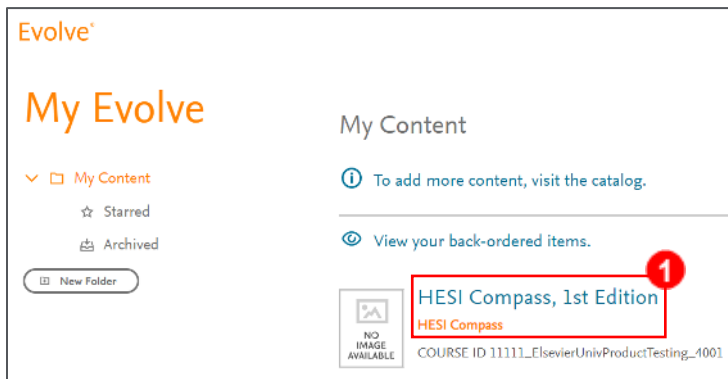 Evolve®
My Evolve
My Content
Starred
Archived
New Folder
My Content
To add more content, visit the catalog.
View your back-ordered items.
1
NO
IMAGE
AVAILABLE
HESI Compass, 1st Edition
HESI Compass
COURSE ID 11111_ElsevierUnivProductTesting_4001